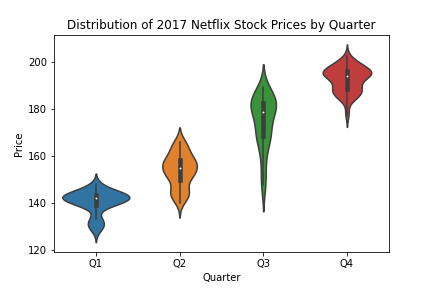 Distribution of 2017 Netflix Stock Prices by Quarter
Price
200
180
160
140
120
Q1 Q2 Q3 Q4
Quarter